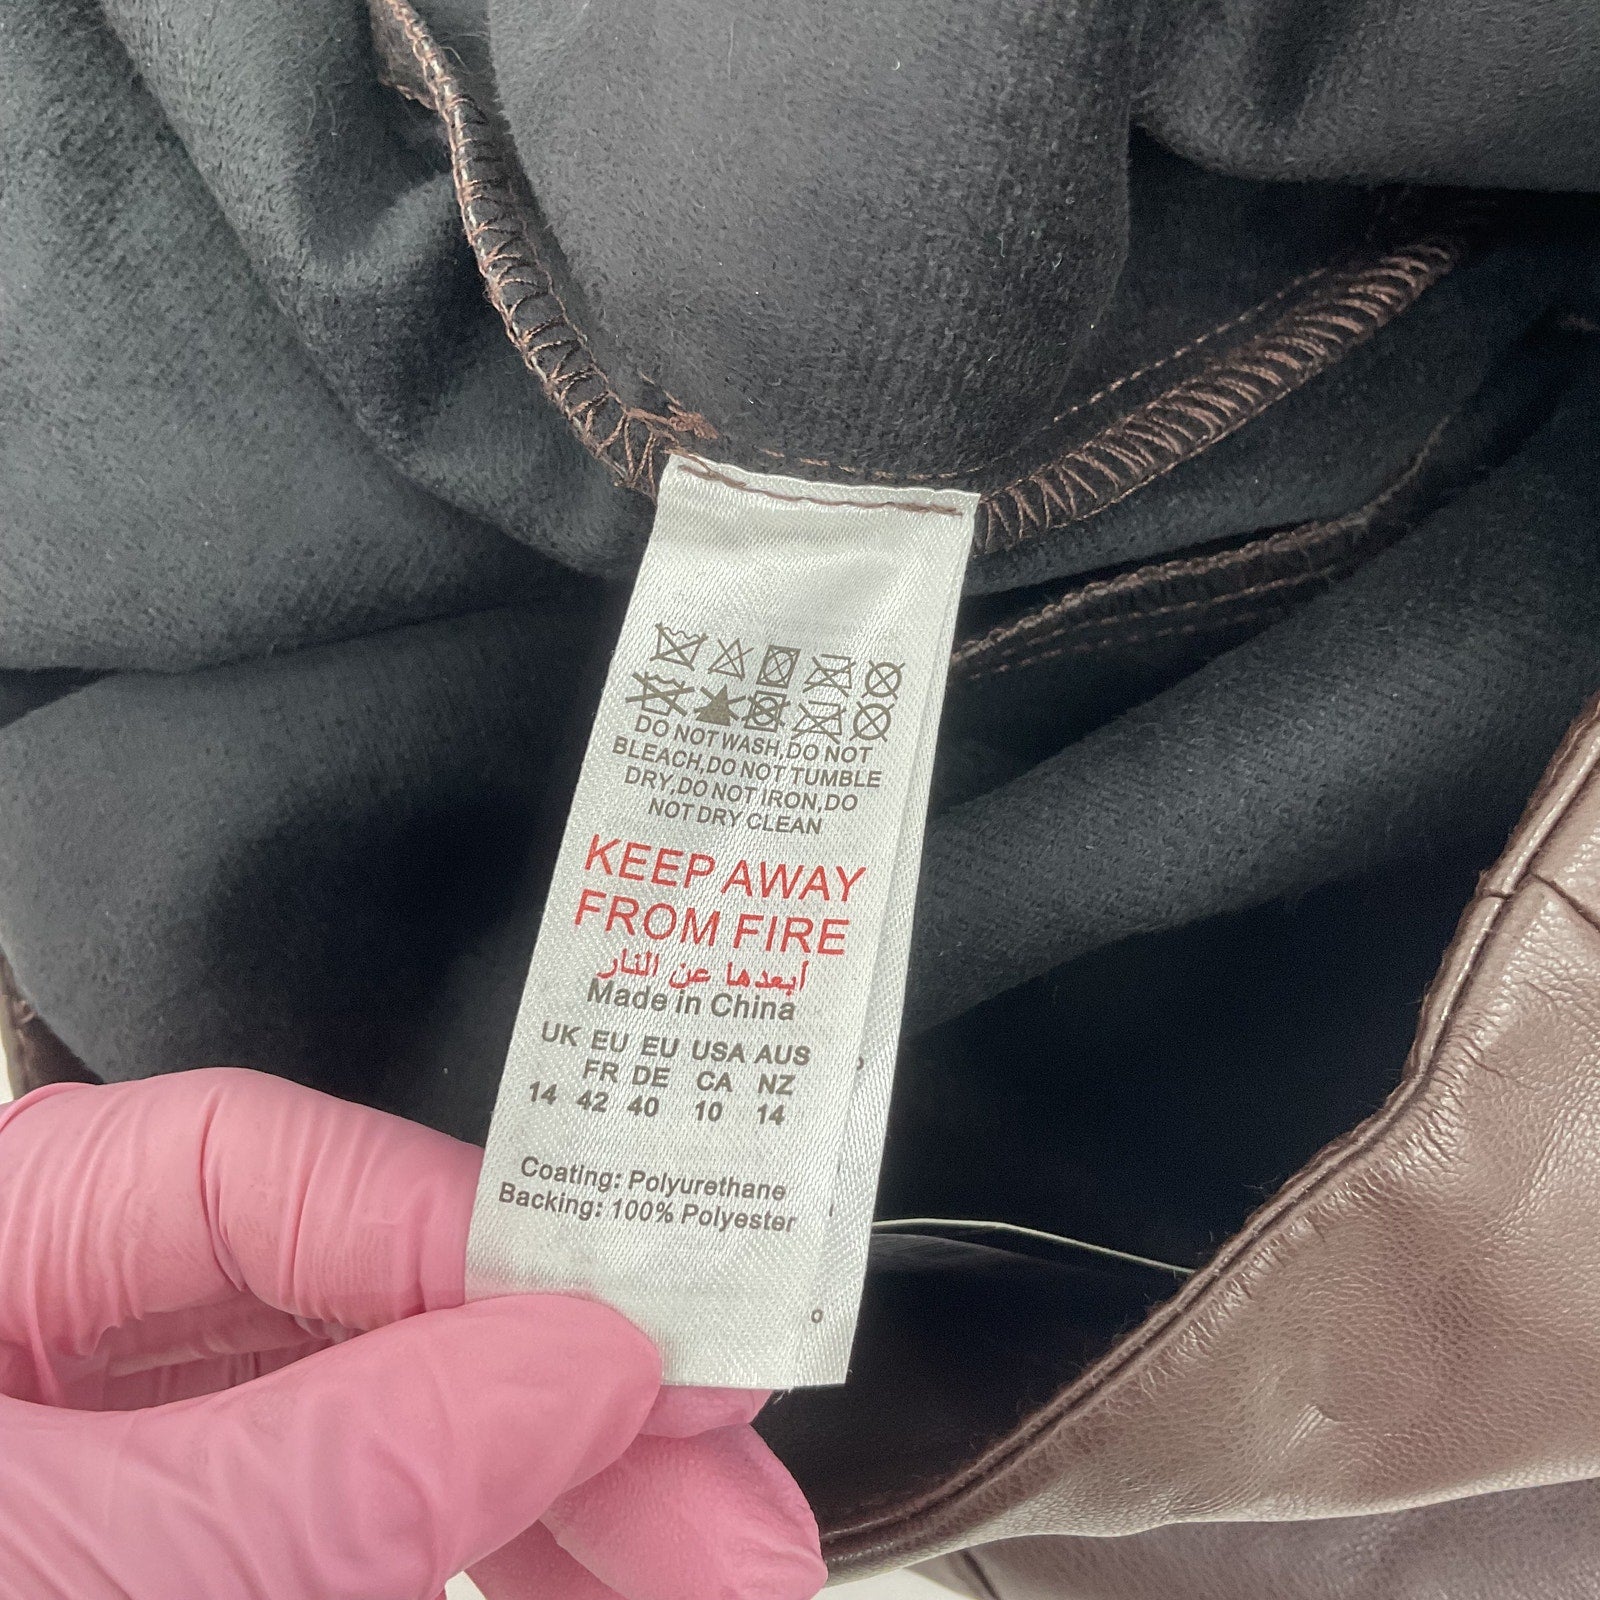 DO NOT WASH,DO NOT
BLEACH,DO NOT TUMBLE
DRY,DO NOT IRON,DO
NOT DRY CLEAN
KEEP AWAY
FROM FIRE
أبعدها عن النار
Made in China
UK EU EU USA AUS
FR DE CA NZ
14 42 40 10 14
Coating: Polyurethane
Backing: 100% Polyester